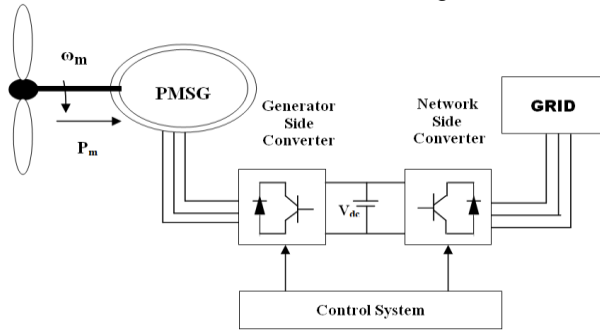 ωm
PMSG
Pm
Generator
Side
Converter
Network
Side
Converter
GRID
Vdc
Control System